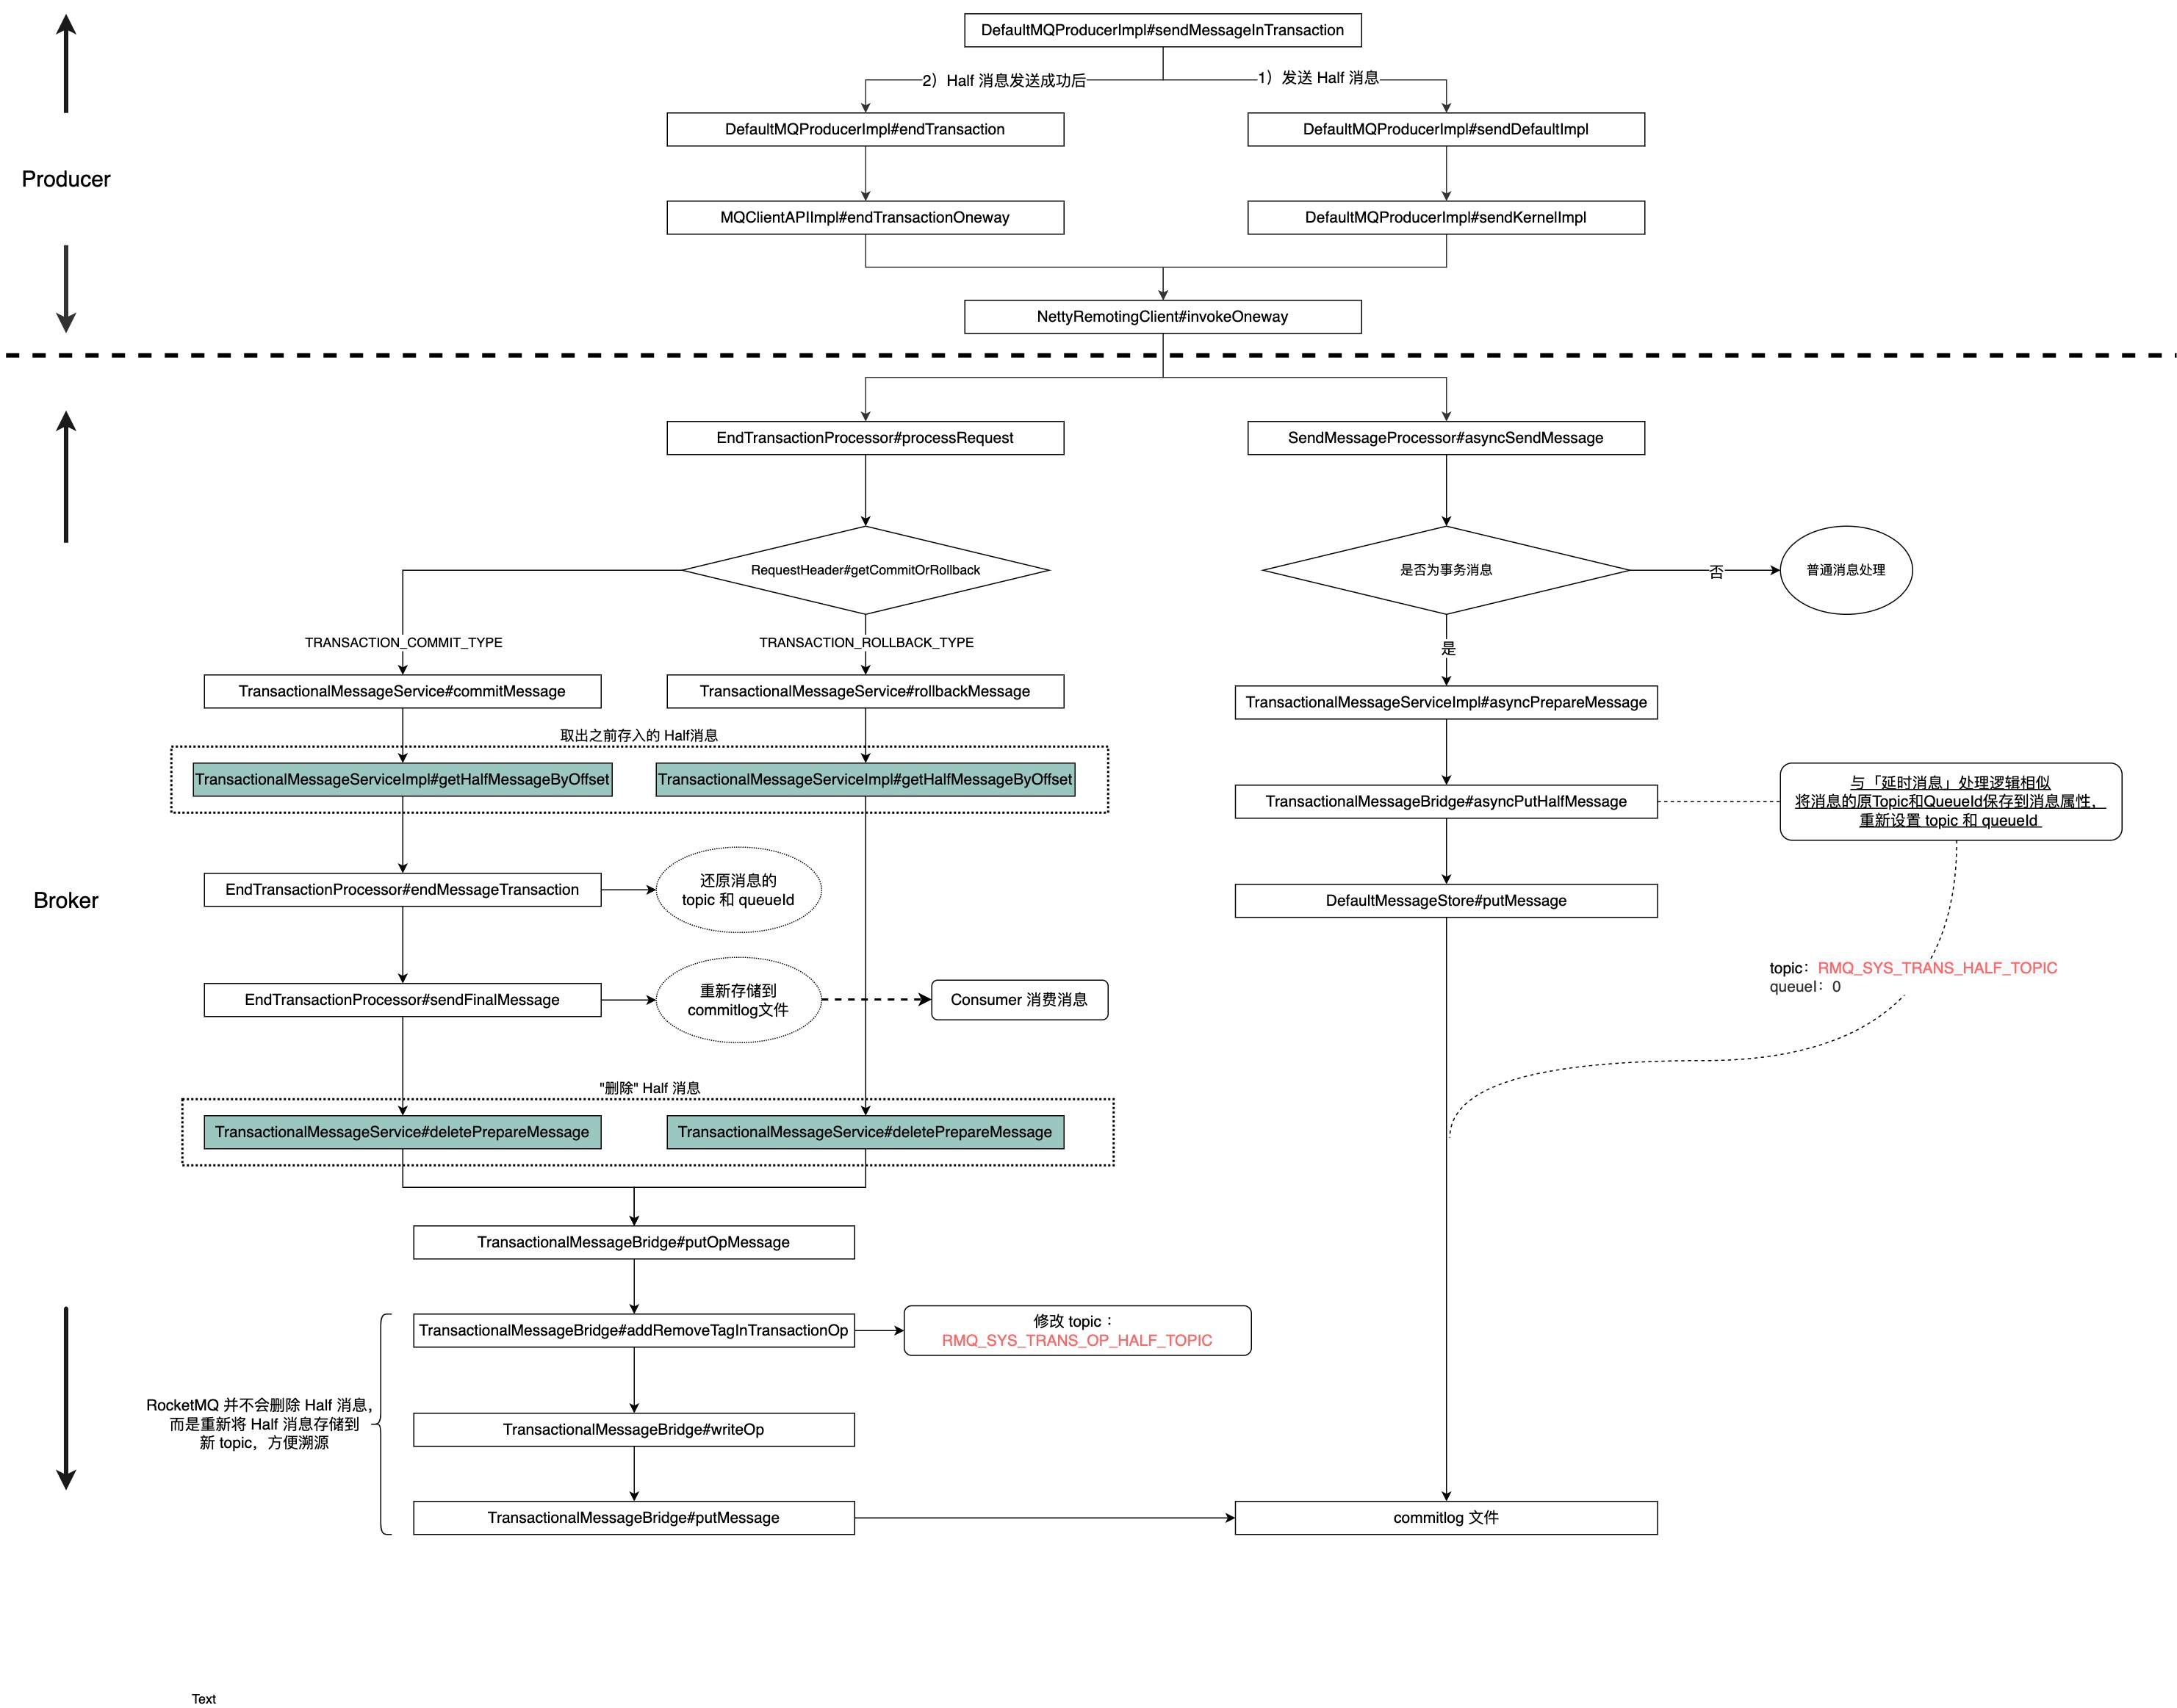 DefaultMQProducerImpl#sendMessageInTransaction
2）Half 消息发送成功后
1）发送 Half 消息
DefaultMQProducerImpl#endTransaction
DefaultMQProducerImpl#sendDefaultImpl
Producer
MQClientAPIImpl#endTransactionOneway
DefaultMQProducerImpl#sendKernelImpl
NettyRemotingClient#invokeOneway
EndTransactionProcessor#processRequest
SendMessageProcessor#asyncSendMessage
RequestHeader#getCommitOrRollback
是否为事务消息
否
普通消息处理
TRANSACTION_COMMIT_TYPE
TRANSACTION_ROLLBACK_TYPE
是
TransactionalMessageService#commitMessage
TransactionalMessageService#rollbackMessage
TransactionalMessageServiceImpl#asyncPrepareMessage
取出之前存入的 Half消息
TransactionalMessageServiceImpl#getHalfMessageByOffset
TransactionalMessageServiceImpl#getHalfMessageByOffset
TransactionalMessageBridge#asyncPutHalfMessage
与「延时消息」处理逻辑相似
将消息的原Topic和QueueId保存到消息属性，
重新设置 topic 和 queueId
Broker
EndTransactionProcessor#endMessageTransaction
还原消息的
topic 和 queueId
DefaultMessageStore#putMessage
topic：RMQ_SYS_TRANS_HALF_TOPIC
queueI：0
EndTransactionProcessor#sendFinalMessage
重新存储到
commitlog文件
Consumer 消费消息
"删除" Half 消息
TransactionalMessageService#deletePrepareMessage
TransactionalMessageService#deletePrepareMessage
TransactionalMessageBridge#putOpMessage
TransactionalMessageBridge#addRemoveTagInTransactionOp
修改 topic：
RMQ_SYS_TRANS_OP_HALF_TOPIC
RocketMQ 并不会删除 Half 消息，
而是重新将 Half 消息存储到
新 topic，方便溯源
TransactionalMessageBridge#writeOp
TransactionalMessageBridge#putMessage
commitlog 文件
Text